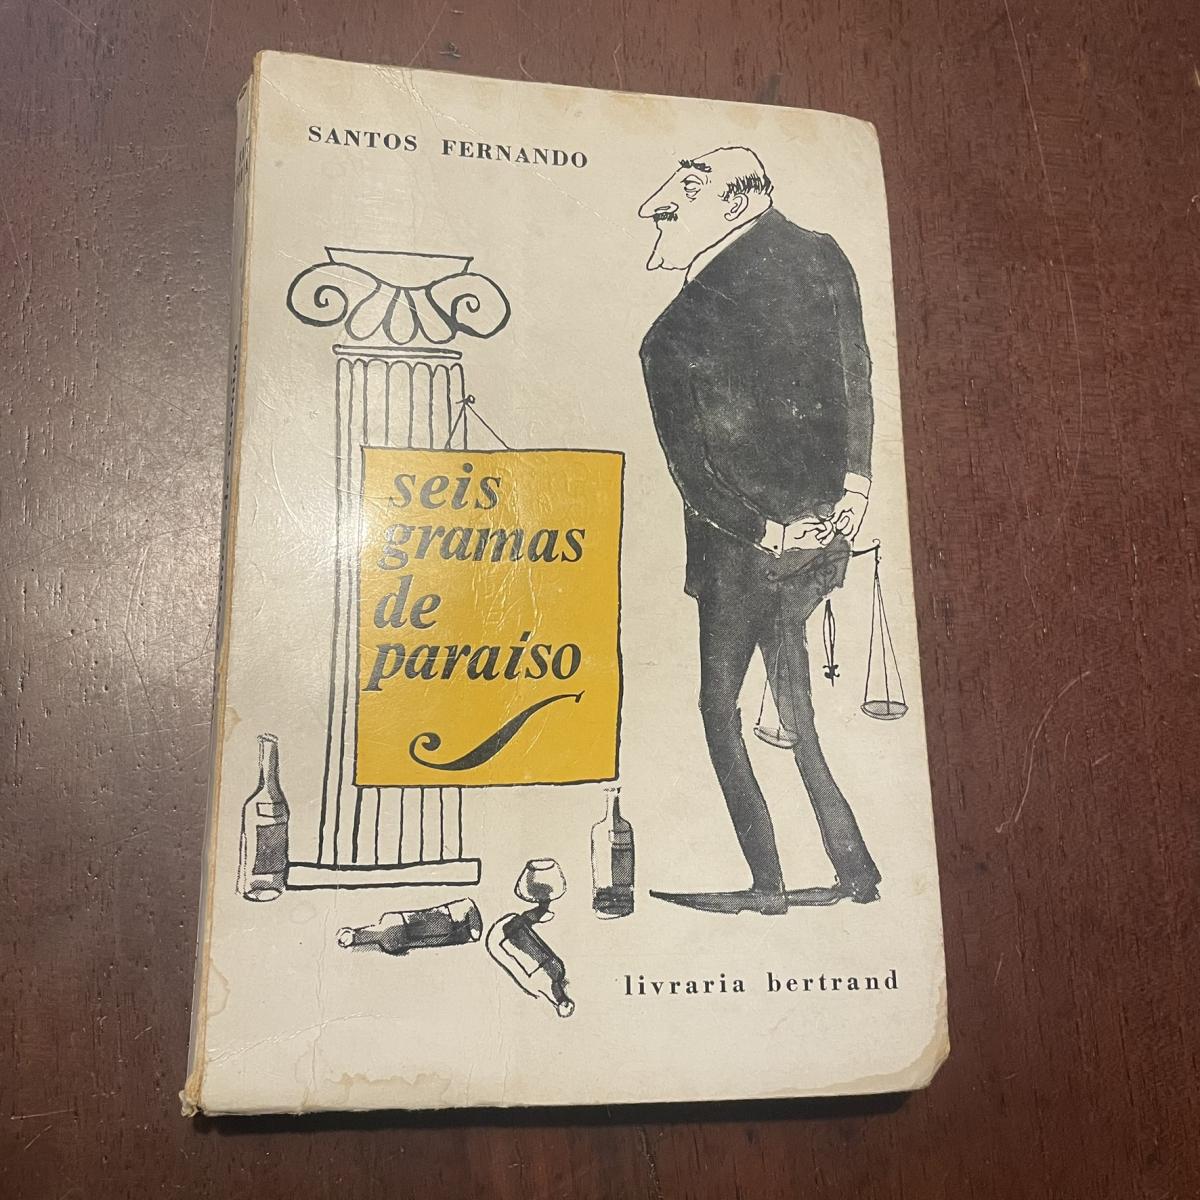 SANTOS FERNANDO
seis
gramas
de
paraíso
livraria bertrand